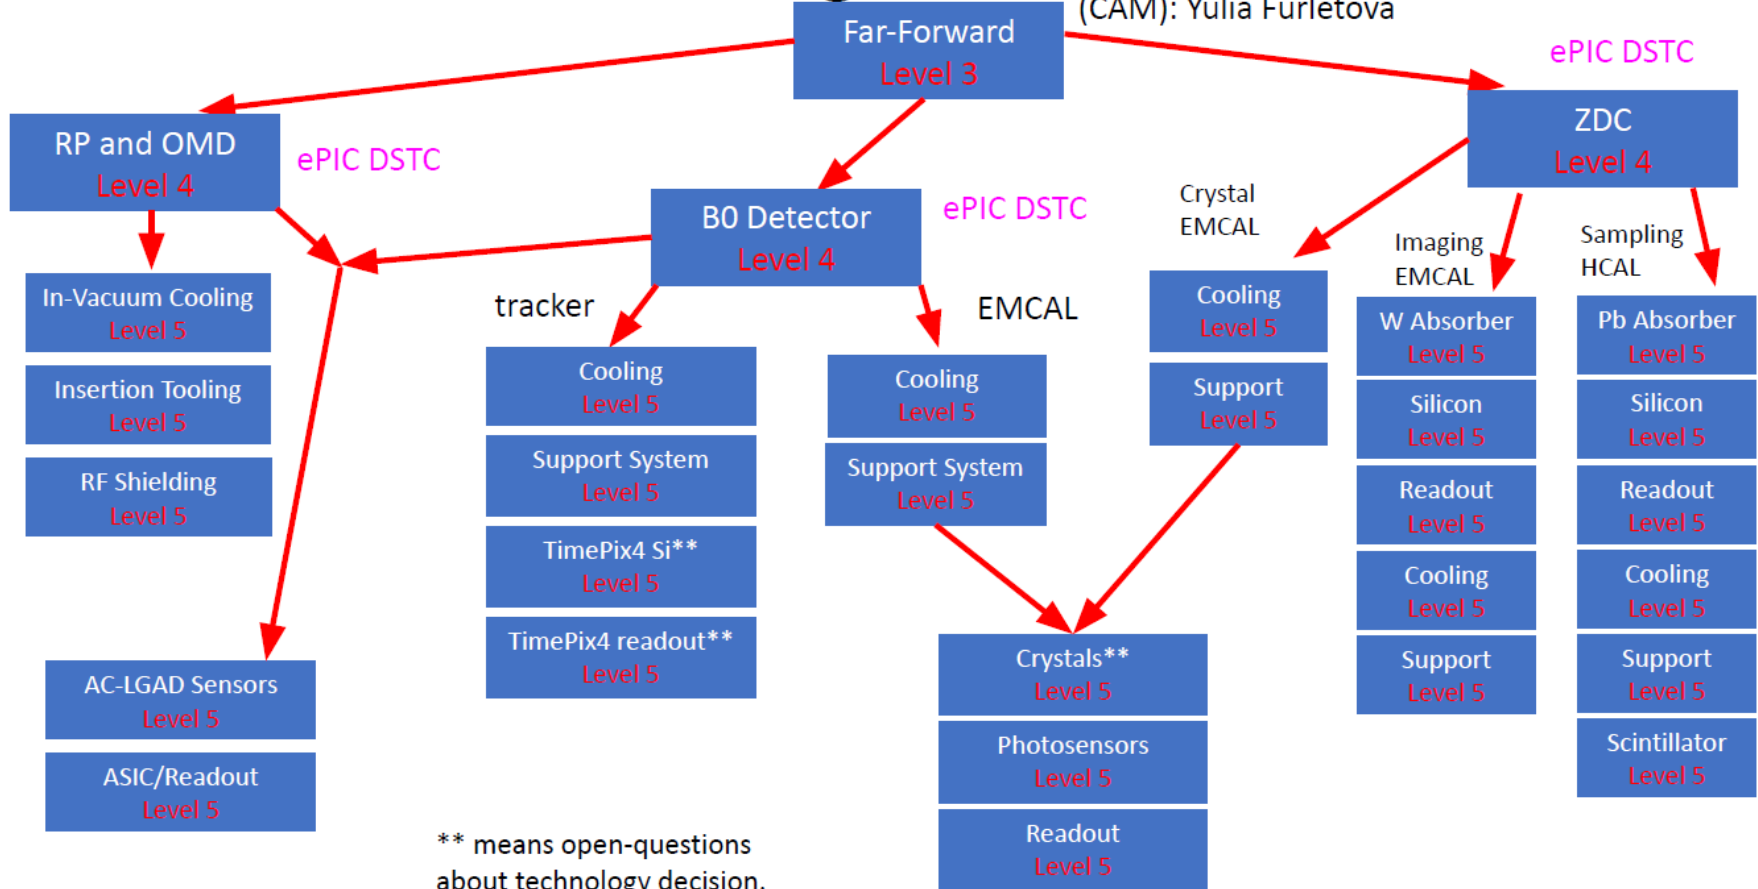 (CAM): Yulia Furletova
Far-Forward
Level 3
ePIC DSTC
RP and OMD
Level 4
ePIC DSTC
ZDC
Level 4
B0 Detector
Level 4
ePIC DSTC
Crystal
EMCAL
Imaging
EMCAL
Sampling
HCAL
In-Vacuum Cooling
Level 5
Insertion Tooling
Level 5
RF Shielding
Level 5
AC-LGAD Sensors
Level 5
ASIC/Readout
Level 5
tracker
Cooling
Level 5
Support System
Level 5
TimePix4 Si**
Level 5
TimePix4 readout**
Level 5
EMCAL
Cooling
Level 5
Support System
Level 5
Cooling
Level 5
Support
Level 5
Crystals**
Level 5
Photosensors
Level 5
Readout
Level 5
W Absorber
Level 5
Silicon
Level 5
Readout
Level 5
Cooling
Level 5
Support
Level 5
Pb Absorber
Level 5
Silicon
Level 5
Readout
Level 5
Cooling
Level 5
Support
Level 5
Scintillator
Level 5
** means open-questions
about technology decision.